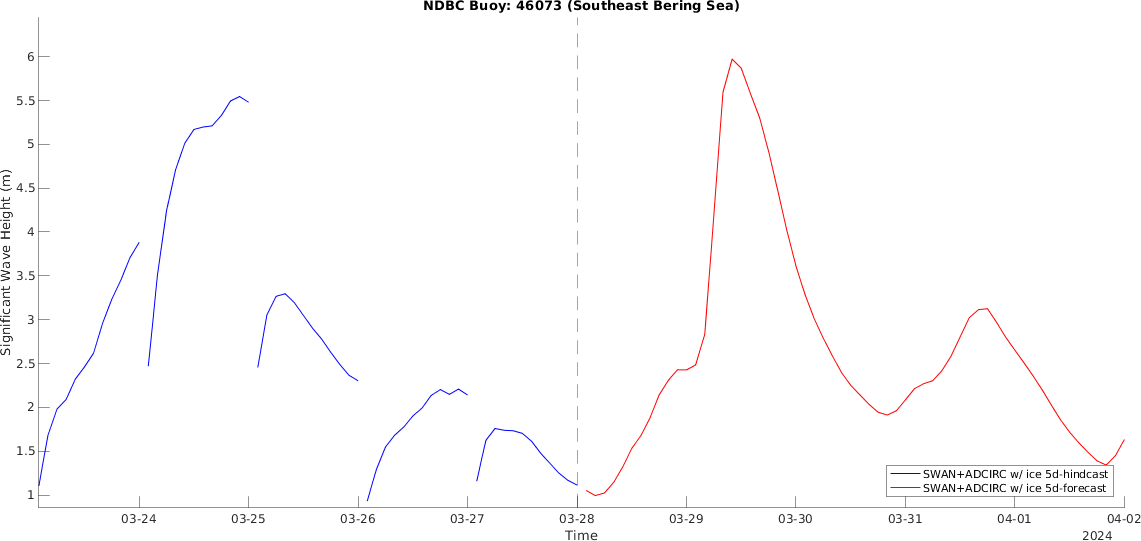 NDBC Buoy: 46073 (Southeast Bering Sea)
Significant Wave Height (m)
6
5.5
5
4.5
4
3.5
3
2.5
2
1.5
1
SWAN+ADCIRC w/ ice 5d-hindcast
SWAN+ADCIRC w/ ice 5d-forecast
03-24 03-25 03-26 03-27 03-28 03-29 03-30 03-31 04-01 04-02
Time
2024